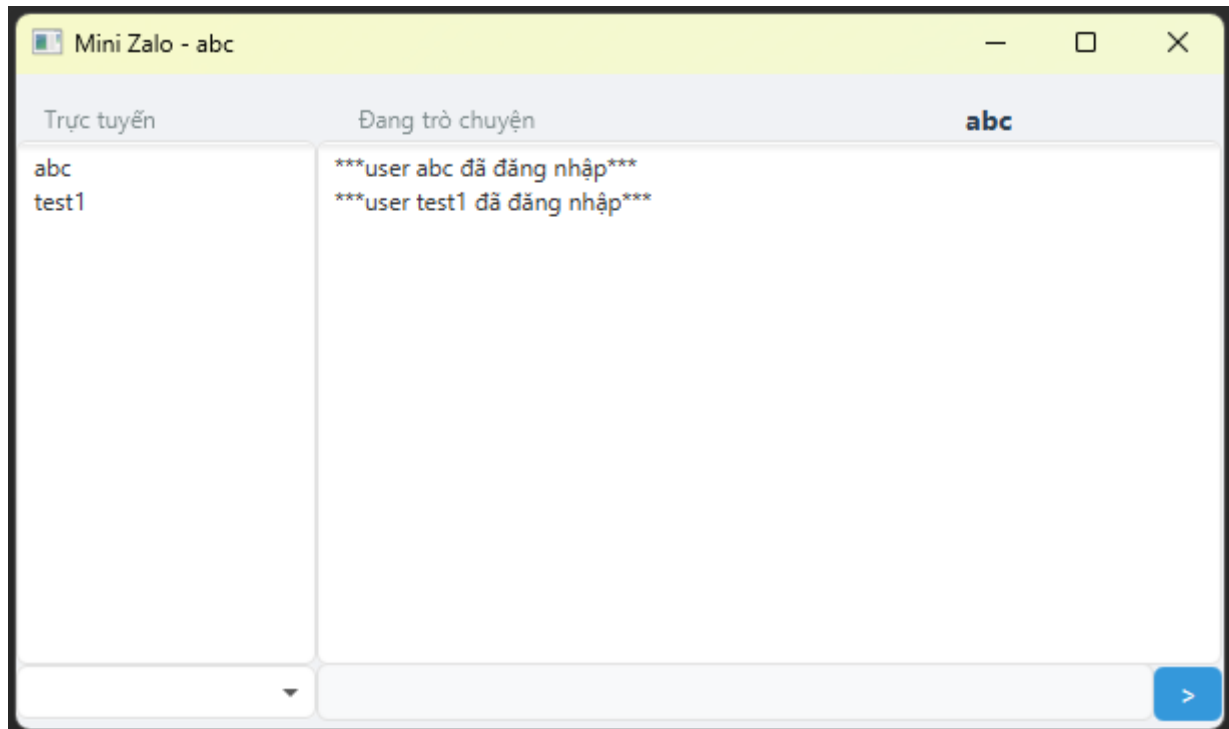 Mini Zalo - abc
Trực tuyến
Đang trò chuyện
abc
abc
test1
***user abc đã đăng nhập***
***user test1 đã đăng nhập***
>